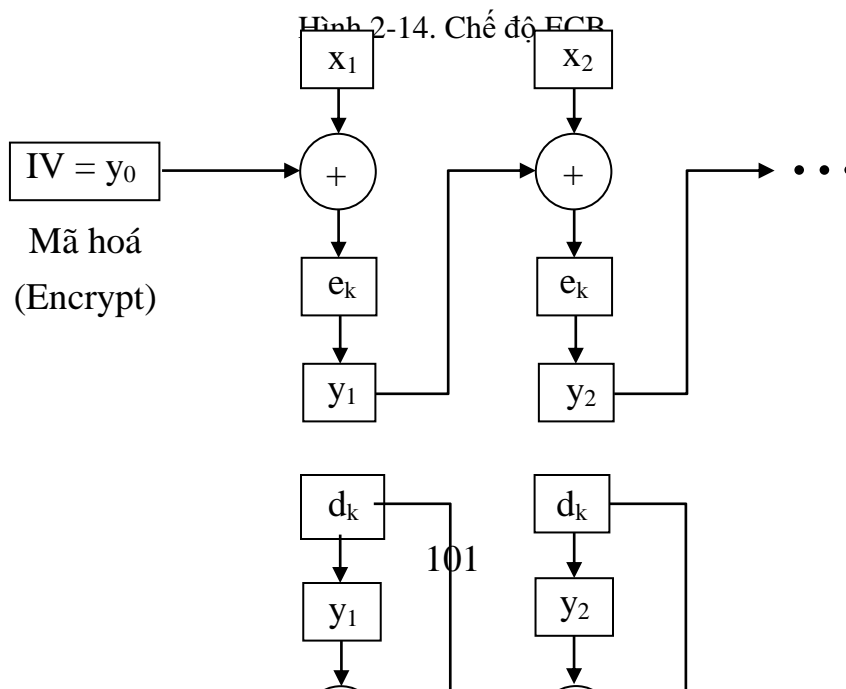 Hình 2-14. Chế độ ECB
x₁ x₂
IV = y₀ + + • • •
Mã hoá
(Encrypt)
eₖ eₖ
y₁ y₂
dₖ dₖ
101
y₁ y₂